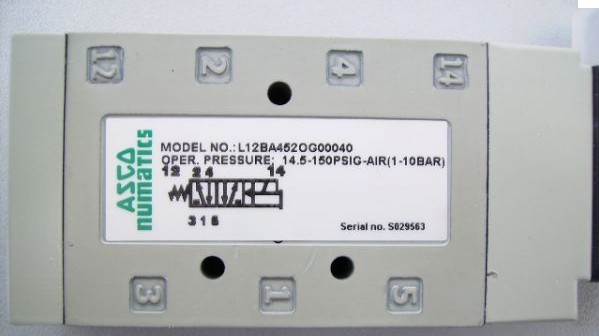 12 2 4 14
ASCO
numatics
MODEL NO.:L12BA452OG00040
OPER. PRESSURE; 14.5-150PSIG-AIR(1-10BAR)
12 2 4 14
3 1 5
Serial no. S029563
3 1 5